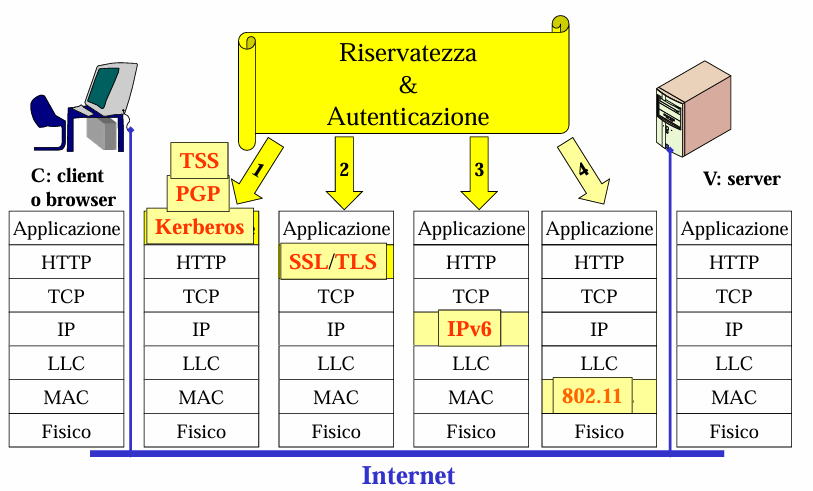 Riservatezza
&
Autenticazione
C: client
o browser
V: server
TSS
PGP
Kerberos
1
2
3
4
Applicazione
HTTP
TCP
IP
LLC
MAC
Fisico
HTTP
TCP
IP
LLC
MAC
Fisico
Applicazione
SSL/TLS
TCP
IP
LLC
MAC
Fisico
Applicazione
HTTP
TCP
IPv6
LLC
MAC
Fisico
Applicazione
HTTP
TCP
IP
LLC
802.11
Fisico
Applicazione
HTTP
TCP
IP
LLC
MAC
Fisico
Internet